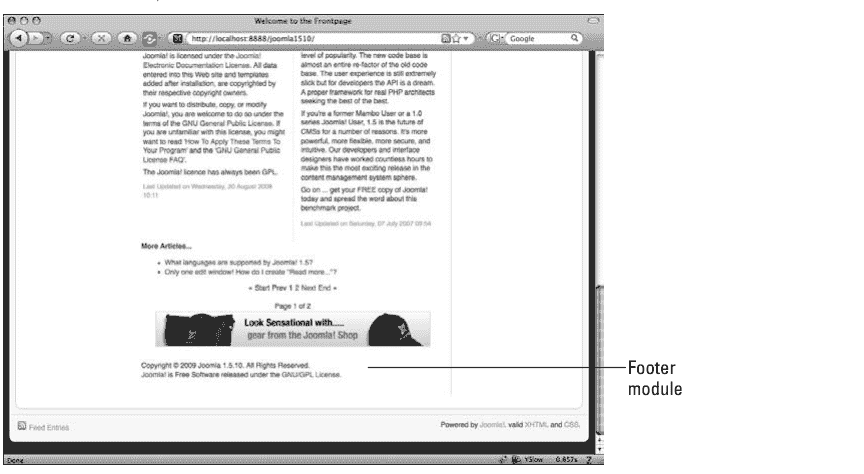 Welcome to the Frontpage
http://localhost:8888/joomla1510/
Google
Joomla! is licensed under the Joomla!
Electronic Documentation License. All data
entered into this Web site and templates
added after installation, are copyrighted by
their respective copyright owners.
If you want to distribute, copy, or modify
Joomla!, you are welcome to do so under the
terms of the GNU General Public License. If
you are unfamiliar with this license, you might
want to read 'How To Apply These Terms To
Your Program' and the 'GNU General Public
License FAQ'.
The Joomla! licence has always been GPL.
Last Updated on Wednesday, 20 August 2008
10:11
level of popularity. The new code base is
almost an entire re-factor of the old code
base. The user experience is still extremely
slick but for developers the API is a dream.
A proper framework for real PHP architects
seeking the best of the best.
If you're a former Mambo User or a 1.0
series Joomla! User, 1.5 is the future of
CMSs for a number of reasons. It's more
powerful, more flexible, more secure, and
intuitive. Our developers and interface
designers have worked countless hours to
make this the most exciting release in the
content management system sphere.
Go on ... get your FREE copy of Joomla!
today and spread the word about this
benchmark project.
Last Updated on Saturday, 07 July 2007 09:54
More Articles...
What languages are supported by Joomla! 1.5?
Only one edit window! How do I create "Read more..."?
« Start Prev 1 2 Next End »
Page 1 of 2
Look Sensational with.....
gear from the Joomla! Shop
Copyright © 2009 Joomla 1.5.10. All Rights Reserved.
Joomla! is Free Software released under the GNU/GPL License.
Footer
module
Feed Entries
Powered by Joomla!. valid XHTML and CSS.
Done
YSlow 0.857s